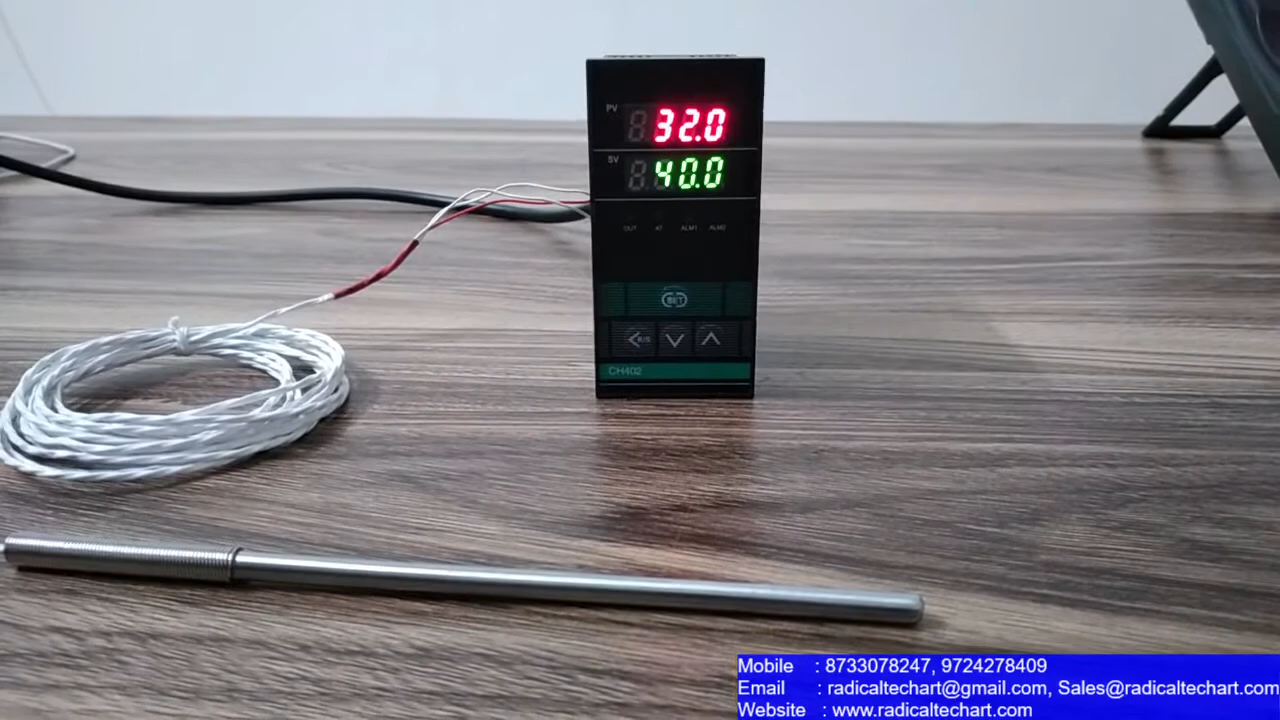 PV
32.0
SV
40.0
OUT AT ALM1 ALM2
SET
<R/S
CH402
Mobile : 8733078247, 9724278409
Email : radicaltechart@gmail.com, Sales@radicaltechart.com
Website : www.radicaltechart.com